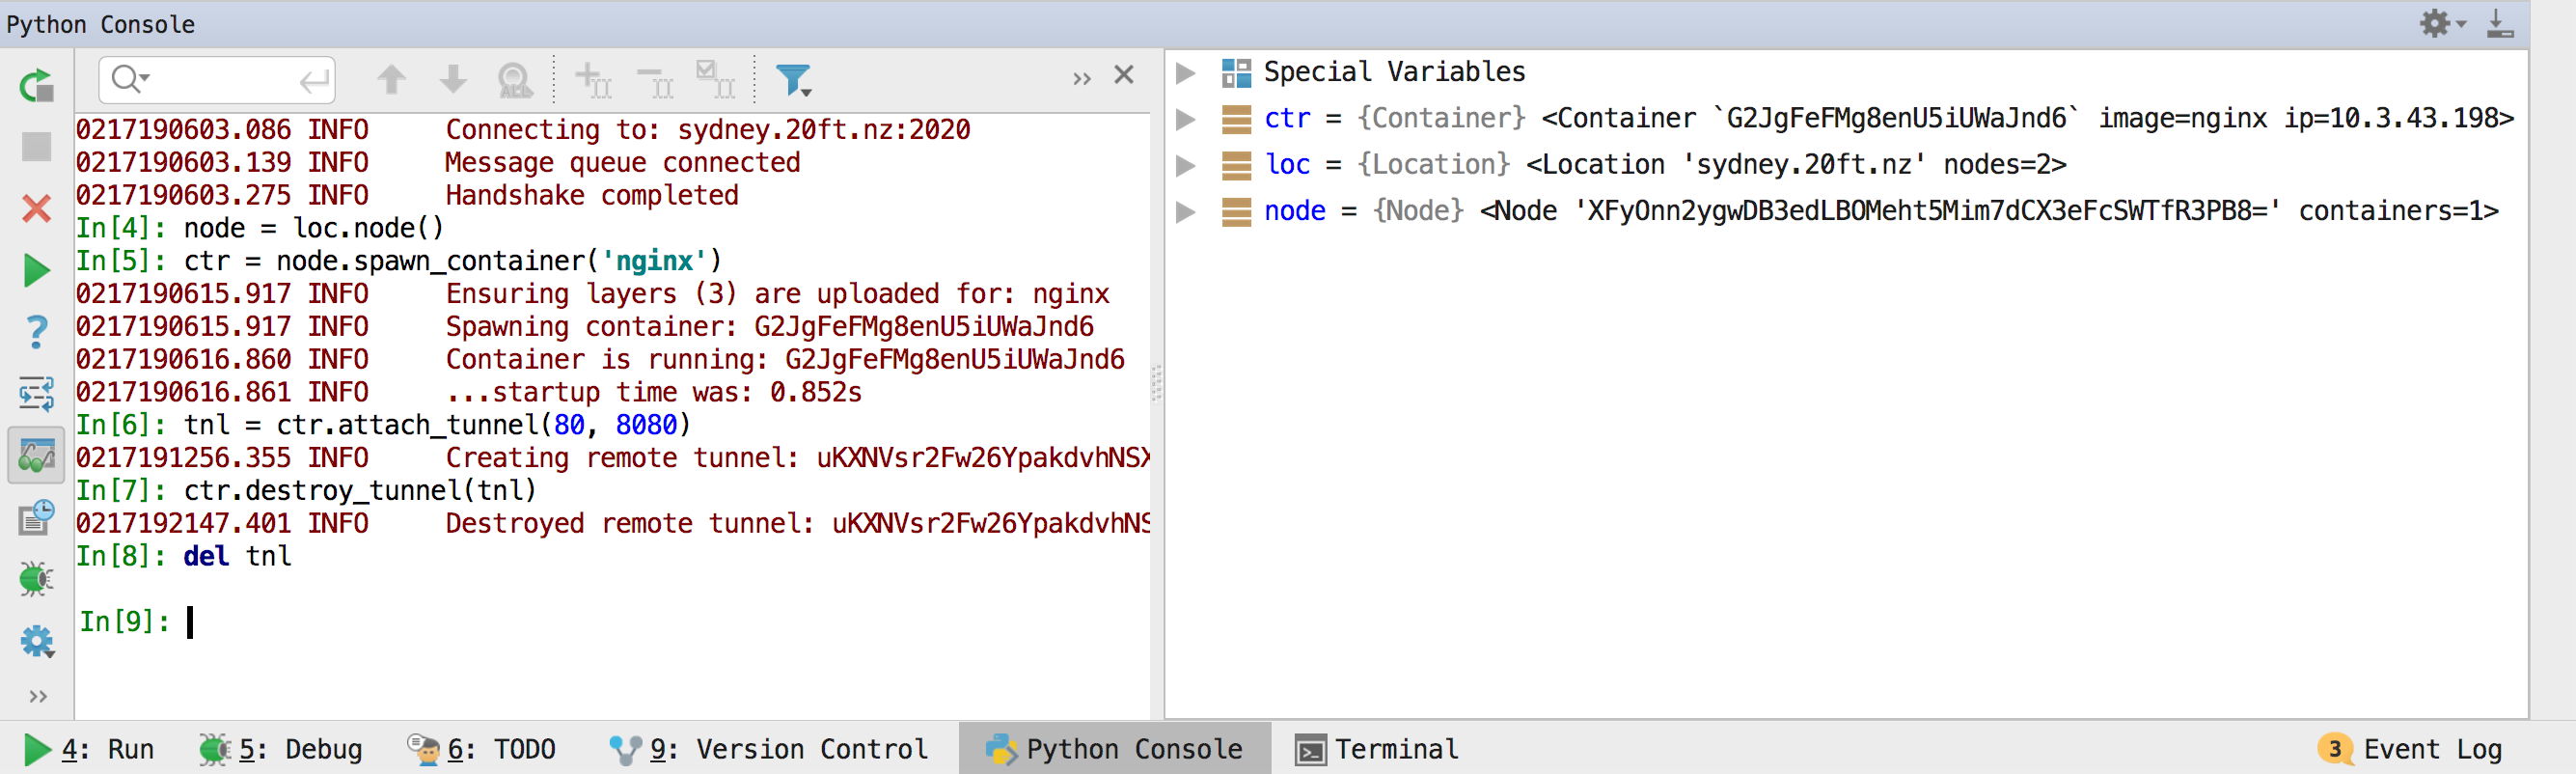 Python Console
ALL
0217190603.086 INFO     Connecting to: sydney.20ft.nz:2020
0217190603.139 INFO     Message queue connected
0217190603.275 INFO     Handshake completed
In[4]: node = loc.node()
In[5]: ctr = node.spawn_container('nginx')
0217190615.917 INFO     Ensuring layers (3) are uploaded for: nginx
0217190615.917 INFO     Spawning container: G2JgFeFMg8enU5iUWaJnd6
0217190616.860 INFO     Container is running: G2JgFeFMg8enU5iUWaJnd6
0217190616.861 INFO     ...startup time was: 0.852s
In[6]: tnl = ctr.attach_tunnel(80, 8080)
0217191256.355 INFO     Creating remote tunnel: uKXNVsr2Fw26YpakdvhNSX
In[7]: ctr.destroy_tunnel(tnl)
0217192147.401 INFO     Destroyed remote tunnel: uKXNVsr2Fw26YpakdvhNS
In[8]: del tnl
In[9]:
Special Variables
ctr = {Container} <Container `G2JgFeFMg8enU5iUWaJnd6` image=nginx ip=10.3.43.198>
loc = {Location} <Location 'sydney.20ft.nz' nodes=2>
node = {Node} <Node 'XFyOnn2ygwDB3edLBOMeht5Mim7dCX3eFcSWTfR3PB8=' containers=1>
4: Run
5: Debug
6: TODO
9: Version Control
Python Console
Terminal
3 Event Log